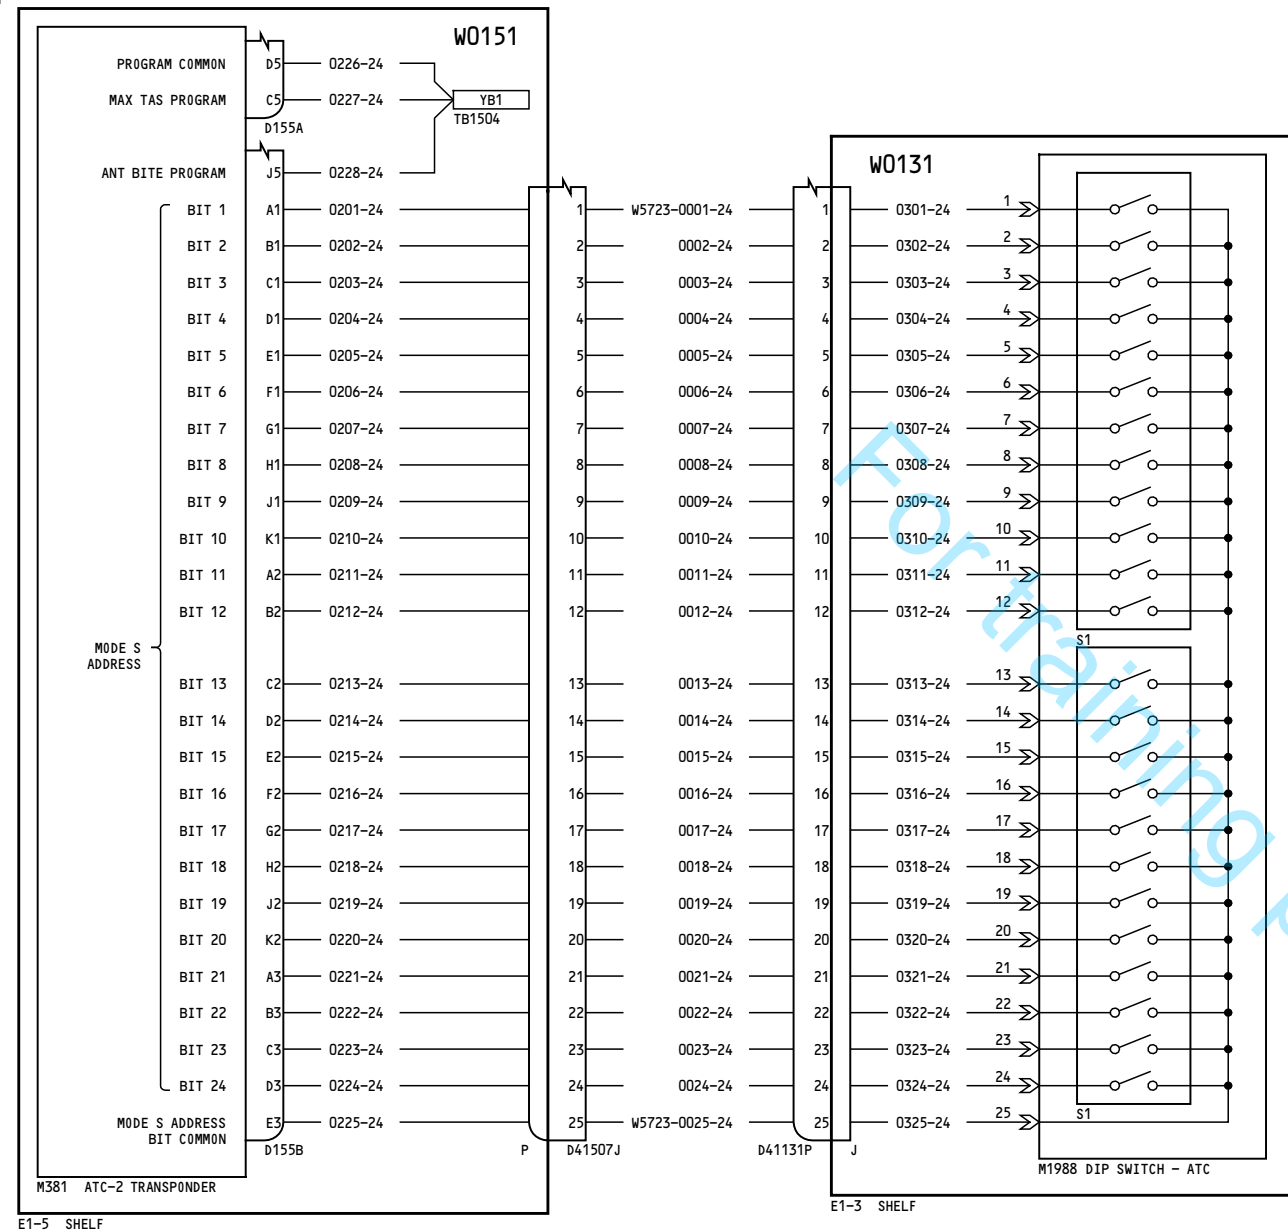 W0151
PROGRAM COMMON D5 0226-24
MAX TAS PROGRAM C5 0227-24 YB1
TB1504
D155A
W0131
ANT BITE PROGRAM J5 0228-24
BIT 1 A1 0201-24 1 W5723-0001-24 1 0301-24 1
BIT 2 B1 0202-24 2 0002-24 2 0302-24 2
BIT 3 C1 0203-24 3 0003-24 3 0303-24 3
BIT 4 D1 0204-24 4 0004-24 4 0304-24 4
BIT 5 E1 0205-24 5 0005-24 5 0305-24 5
BIT 6 F1 0206-24 6 0006-24 6 0306-24 6
BIT 7 G1 0207-24 7 0007-24 7 0307-24 7
BIT 8 H1 0208-24 8 0008-24 8 0308-24 8
BIT 9 J1 0209-24 9 0009-24 9 0309-24 9
BIT 10 K1 0210-24 10 0010-24 10 0310-24 10
BIT 11 A2 0211-24 11 0011-24 11 0311-24 11
BIT 12 B2 0212-24 12 0012-24 12 0312-24 12
S1
MODE S
ADDRESS
BIT 13 C2 0213-24 13 0013-24 13 0313-24 13
BIT 14 D2 0214-24 14 0014-24 14 0314-24 14
BIT 15 E2 0215-24 15 0015-24 15 0315-24 15
BIT 16 F2 0216-24 16 0016-24 16 0316-24 16
BIT 17 G2 0217-24 17 0017-24 17 0317-24 17
BIT 18 H2 0218-24 18 0018-24 18 0318-24 18
BIT 19 J2 0219-24 19 0019-24 19 0319-24 19
BIT 20 K2 0220-24 20 0020-24 20 0320-24 20
BIT 21 A3 0221-24 21 0021-24 21 0321-24 21
BIT 22 B3 0222-24 22 0022-24 22 0322-24 22
BIT 23 C3 0223-24 23 0023-24 23 0323-24 23
BIT 24 D3 0224-24 24 0024-24 24 0324-24 24
S1
MODE S ADDRESS E3 0225-24 25 W5723-0025-24 25 0325-24 25
BIT COMMON
D155B P D41507J D41131P J
M1988 DIP SWITCH - ATC
M381 ATC-2 TRANSPONDER
E1-3 SHELF
E1-5 SHELF
For training